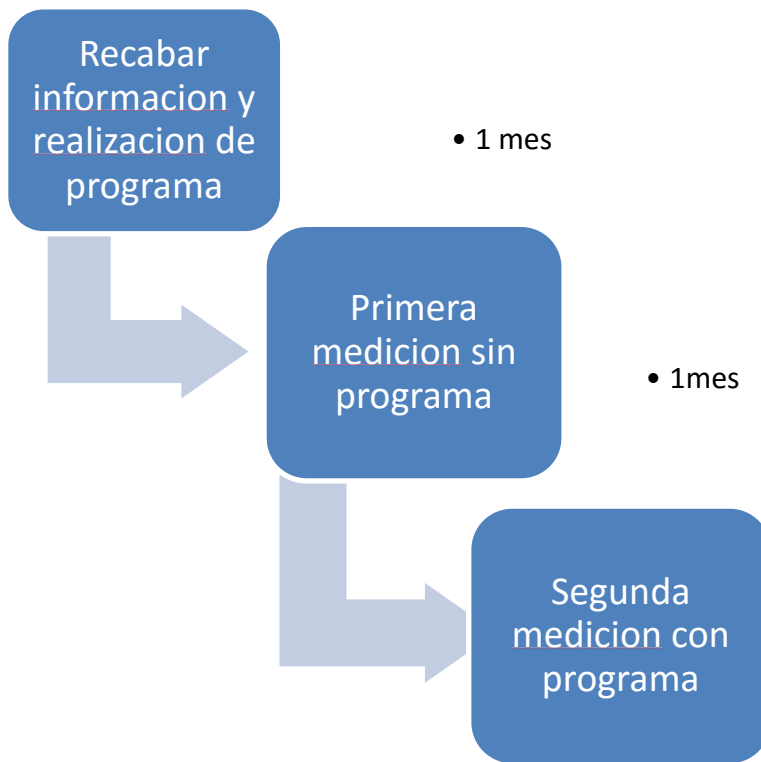 Recabar
informacion y
realizacion de
programa
• 1 mes
Primera
medicion sin
programa
• 1mes
Segunda
medicion con
programa